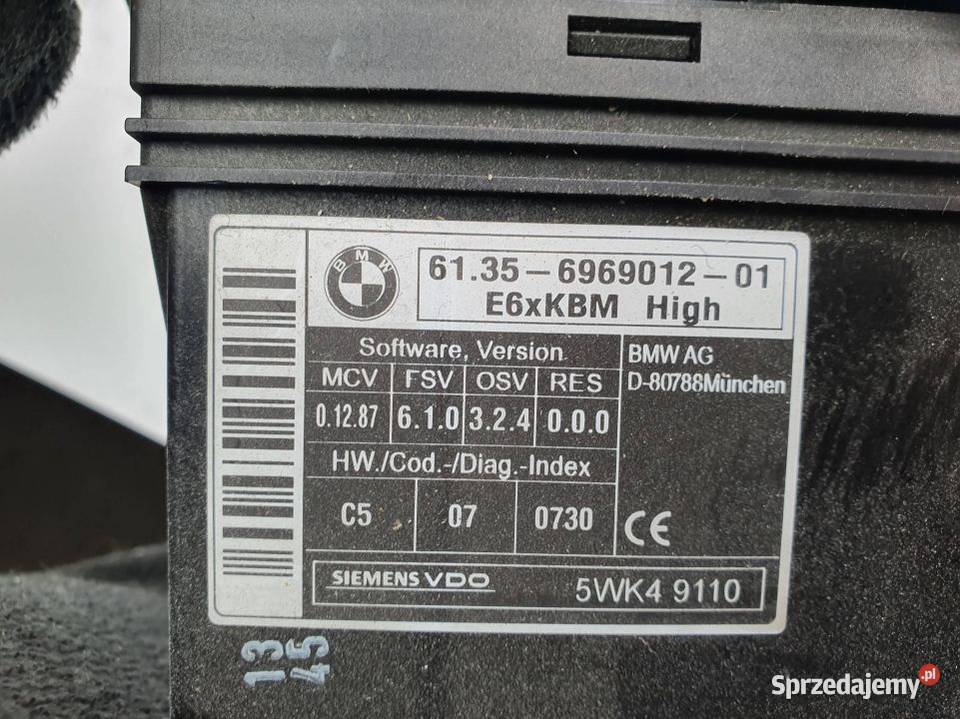 BMW
61.35-6969012-01
E6xKBM High
Software, Version
MCV FSV OSV RES
0.12.87 6.1.0 3.2.4 0.0.0
HW./Cod.-/Diag.-Index
C5 07 0730
BMW AG
D-80788München
CE
SIEMENS VDO 5WK4 9110
13
45
Sprzedajemy.pl